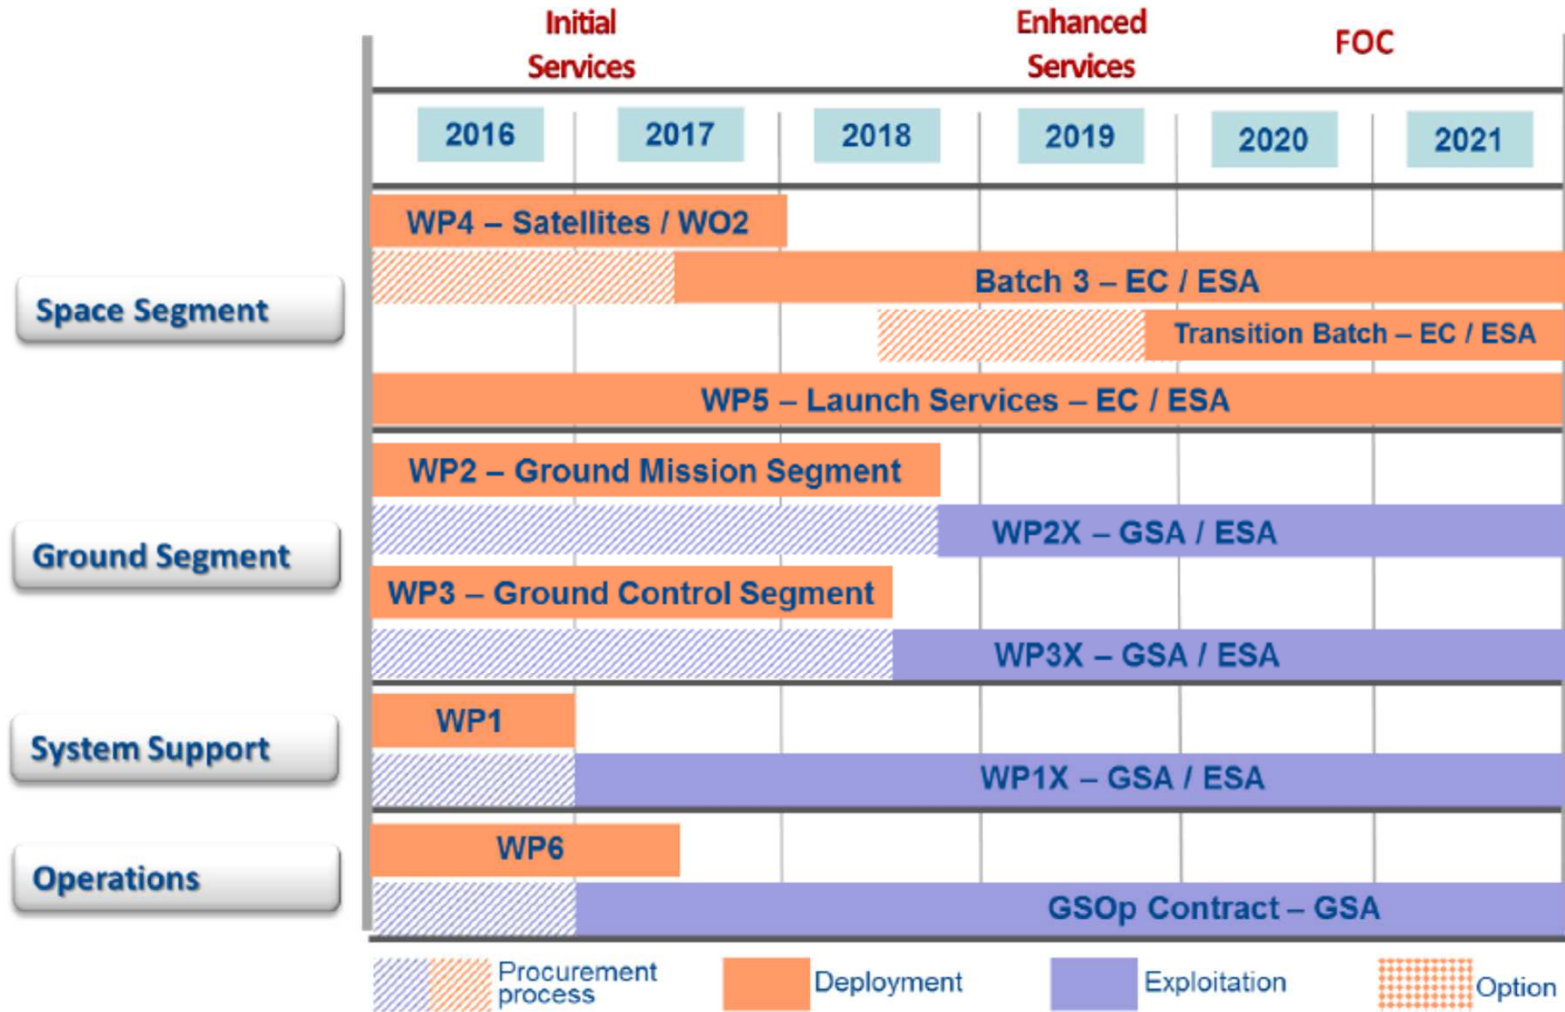 Initial
Services
Enhanced
Services
FOC
2016
2017
2018
2019
2020
2021
Space Segment
WP4 – Satellites / WO2
Batch 3 – EC / ESA
Transition Batch – EC / ESA
WP5 – Launch Services – EC / ESA
Ground Segment
WP2 – Ground Mission Segment
WP2X – GSA / ESA
WP3 – Ground Control Segment
WP3X – GSA / ESA
System Support
WP1
WP1X – GSA / ESA
Operations
WP6
GSOp Contract – GSA
Procurement
process
Deployment
Exploitation
Option